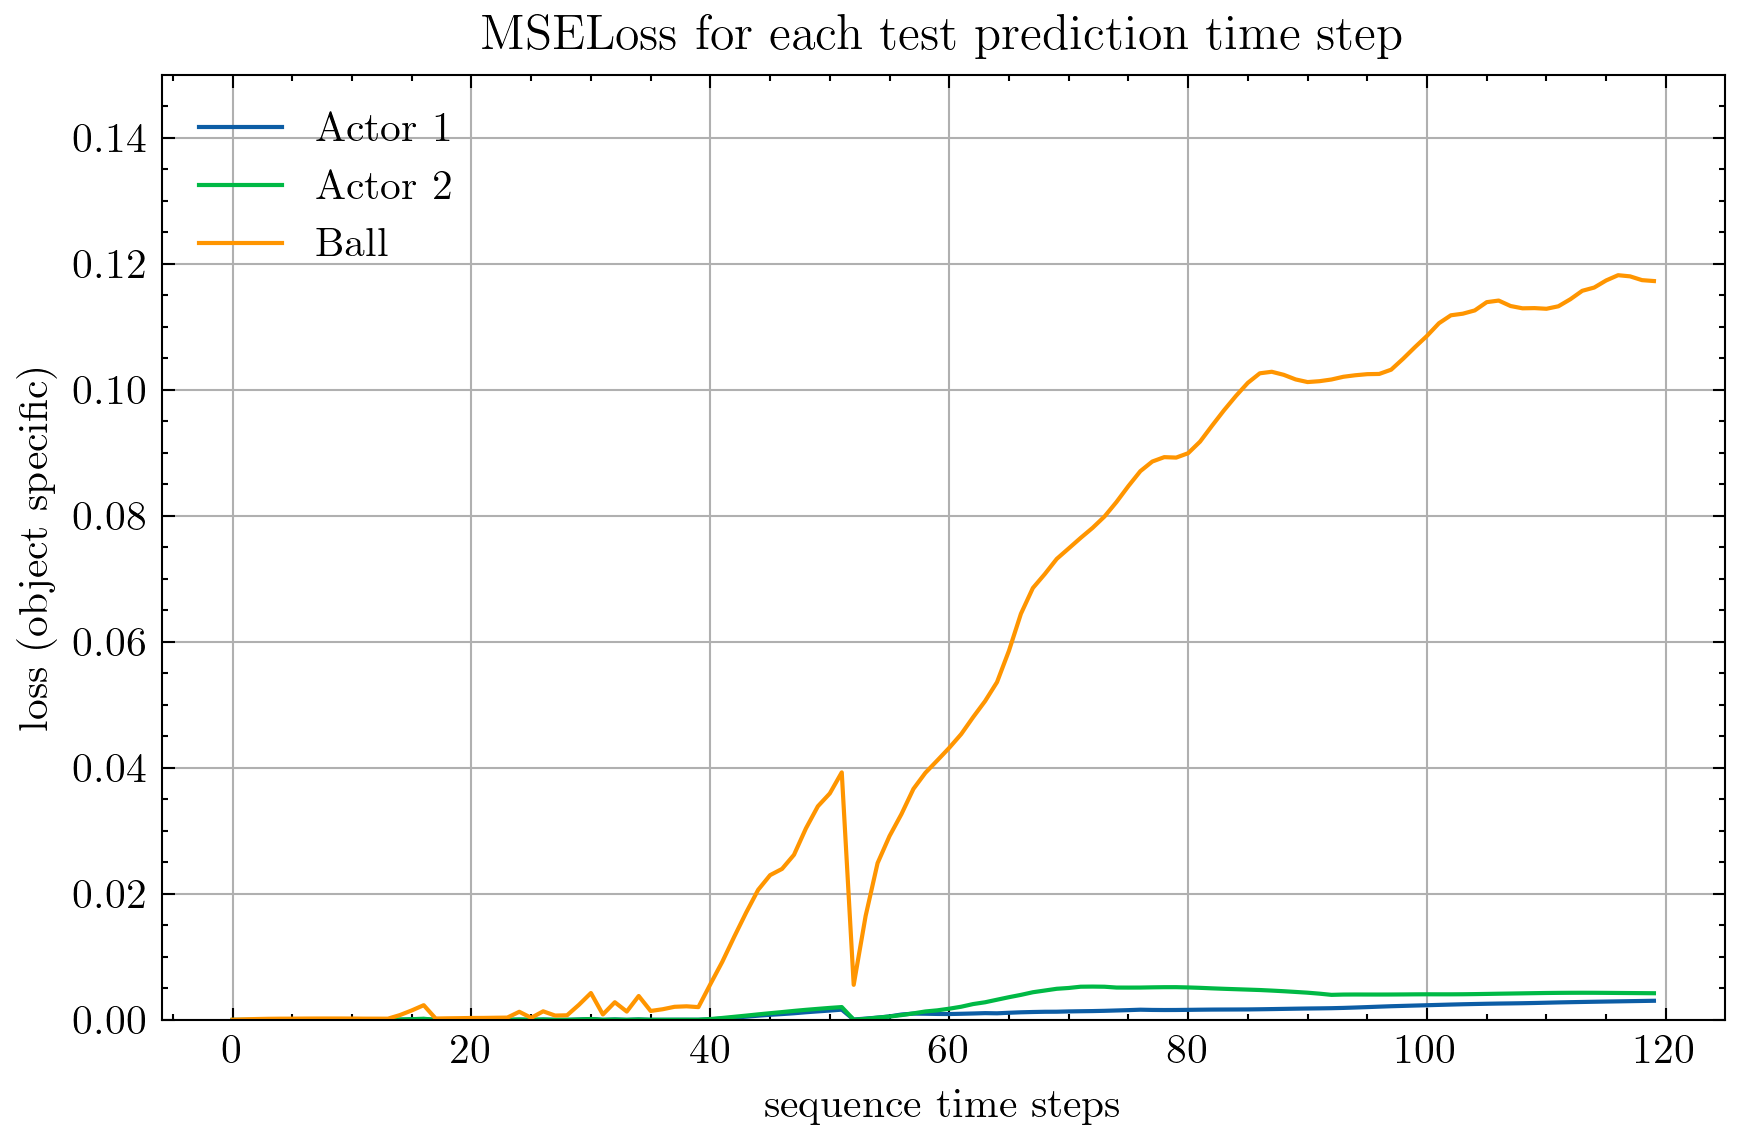 MSELoss for each test prediction time step
Actor 1
Actor 2
Ball
0.14
0.12
0.10
0.08
0.06
0.04
0.02
0.00
loss (object specific)
0 20 40 60 80 100 120
sequence time steps